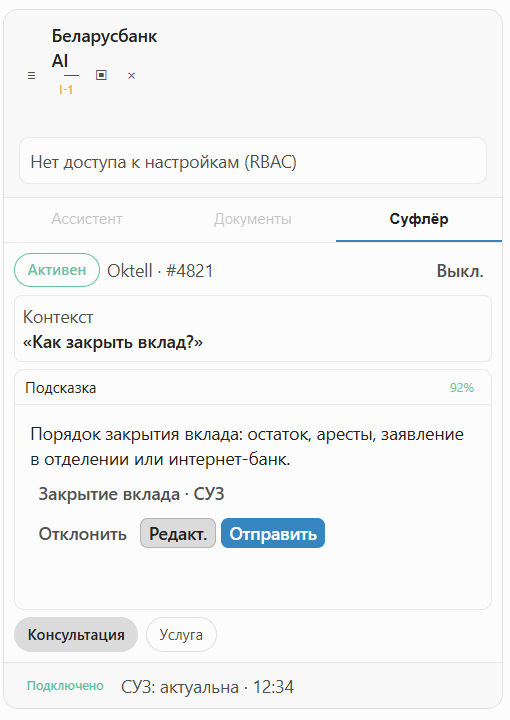 Беларусбанк
AI
I-1
Нет доступа к настройкам (RBAC)
Ассистент Документы Суфлёр
Активен Oktell · #4821 Выкл.
Контекст
«Как закрыть вклад?»
Подсказка 92%
Порядок закрытия вклада: остаток, аресты, заявление
в отделении или интернет-банк.
Закрытие вклада · СУЗ
Отклонить Редакт. Отправить
Консультация Услуга
Подключено СУЗ: актуальна · 12:34